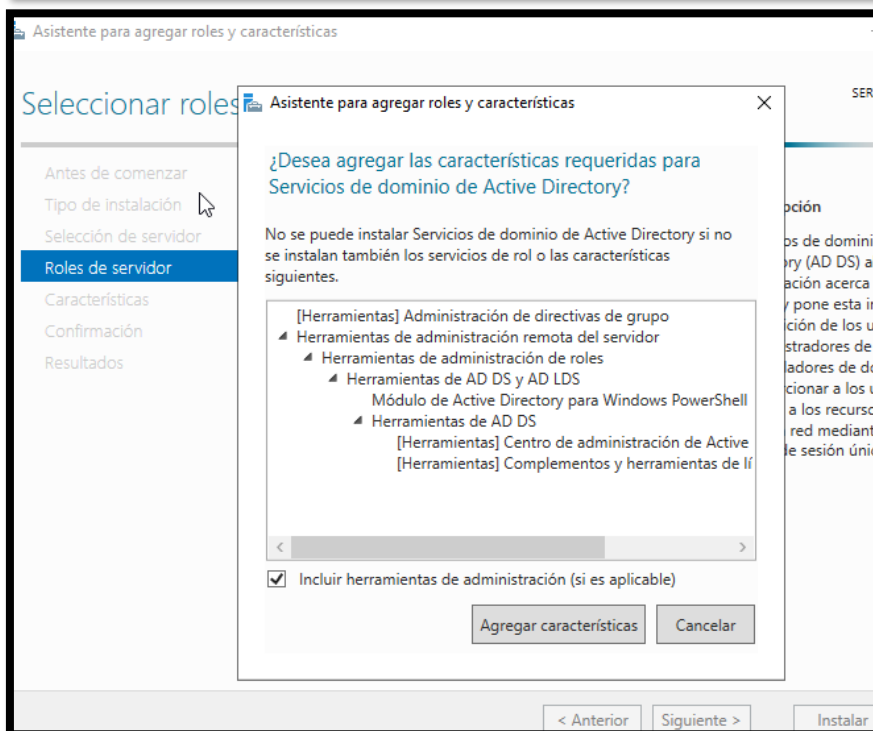 Asistente para agregar roles y características
Seleccionar roles
Asistente para agregar roles y características
¿Desea agregar las características requeridas para
Servicios de dominio de Active Directory?
No se puede instalar Servicios de dominio de Active Directory si no
se instalan también los servicios de rol o las características
siguientes.
[Herramientas] Administración de directivas de grupo
Herramientas de administración remota del servidor
Herramientas de administración de roles
Herramientas de AD DS y AD LDS
Módulo de Active Directory para Windows PowerShell
Herramientas de AD DS
[Herramientas] Centro de administración de Active
[Herramientas] Complementos y herramientas de lí
Incluir herramientas de administración (si es aplicable)
Agregar características
Cancelar
Antes de comenzar
Tipo de instalación
Selección de servidor
Roles de servidor
Características
Confirmación
Resultados
SER
pción
os de domini
ory (AD DS) a
ación acerca
y pone esta i
ición de los u
stradores de
ladores de do
cionar a los u
a los recurso
red mediant
de sesión úni
< Anterior
Siguiente >
Instalar